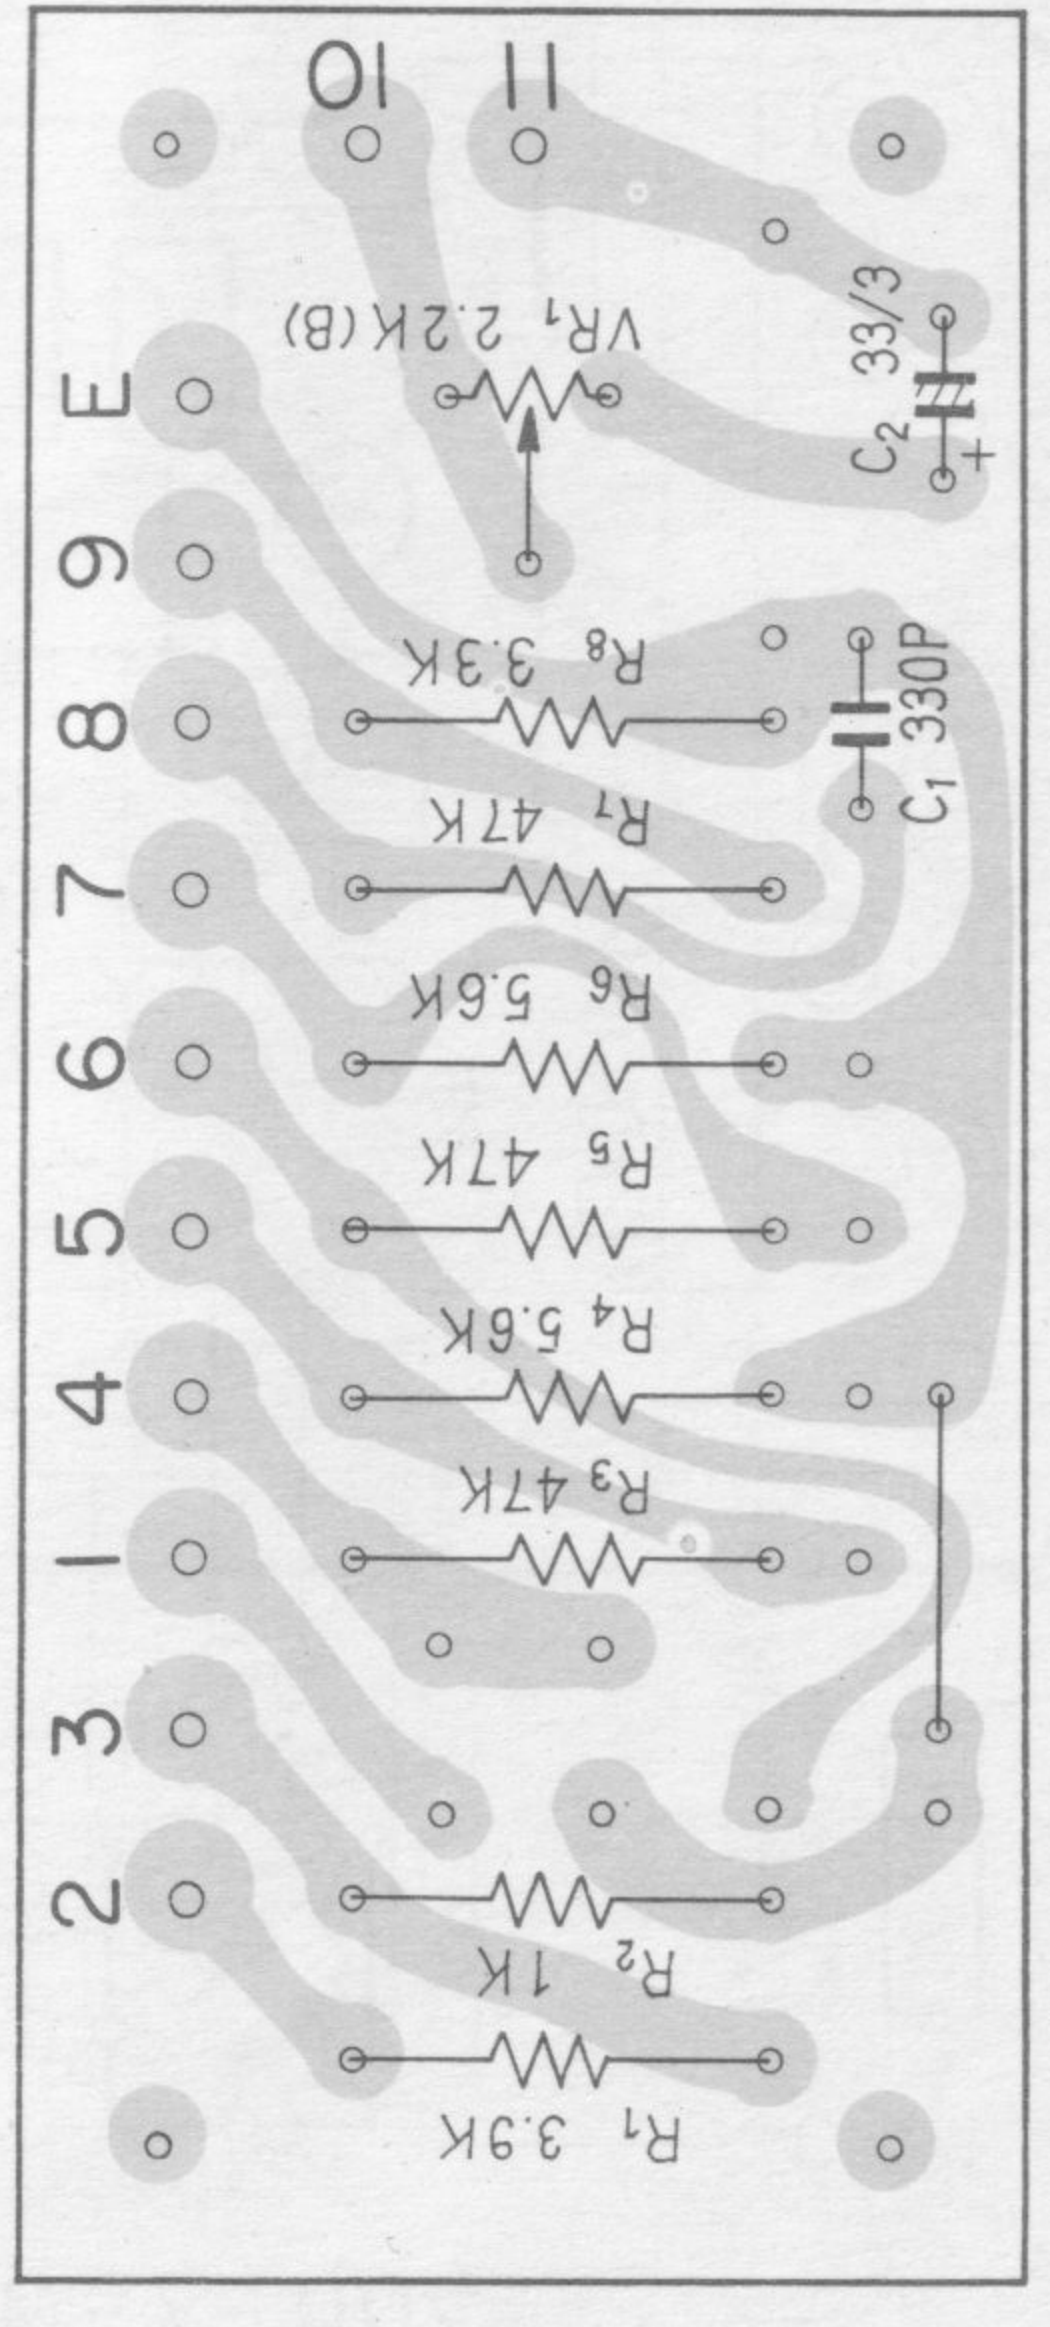 10 11
VR1 2.2K(B)
C2 33/3
+
E
9
R8 3.3K
C1 330P
8
R7 47K
7
R6 5.6K
6
R5 47K
5
R4 5.6K
4
R3 47K
1
3
2
R2 1K
R1 3.9K